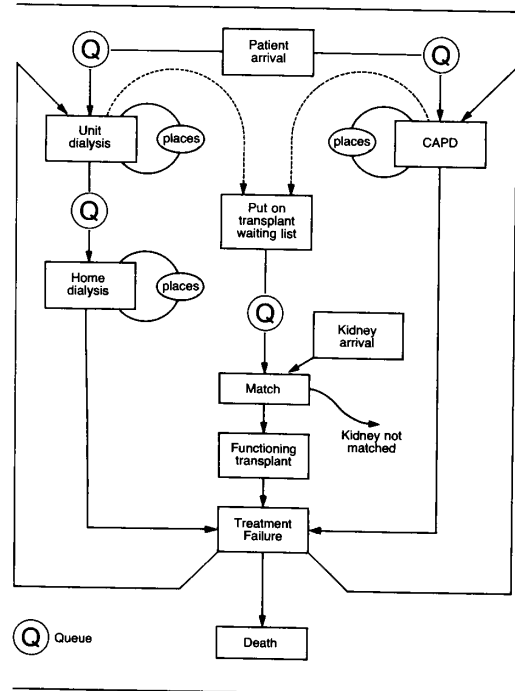 Q
Patient
arrival
Q
Unit
dialysis
places
places
CAPD
Q
Put on
transplant
waiting list
Home
dialysis
places
Q
Kidney
arrival
Match
Kidney not
matched
Functioning
transplant
Treatment
Failure
Q Queue
Death